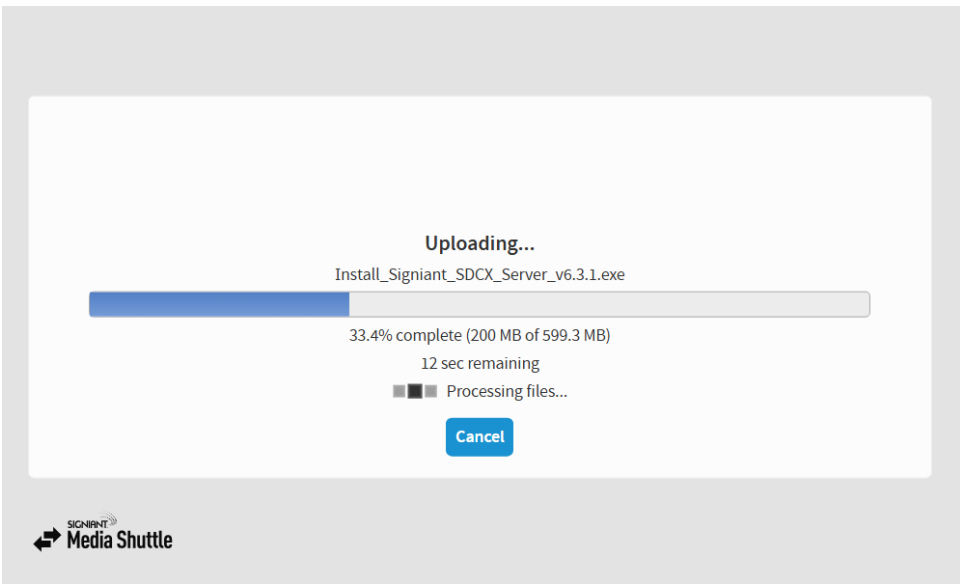 Uploading...
Install_Signiant_SDCX_Server_v6.3.1.exe
33.4% complete (200 MB of 599.3 MB)
12 sec remaining
Processing files...
Cancel
SIGNIANT
Media Shuttle